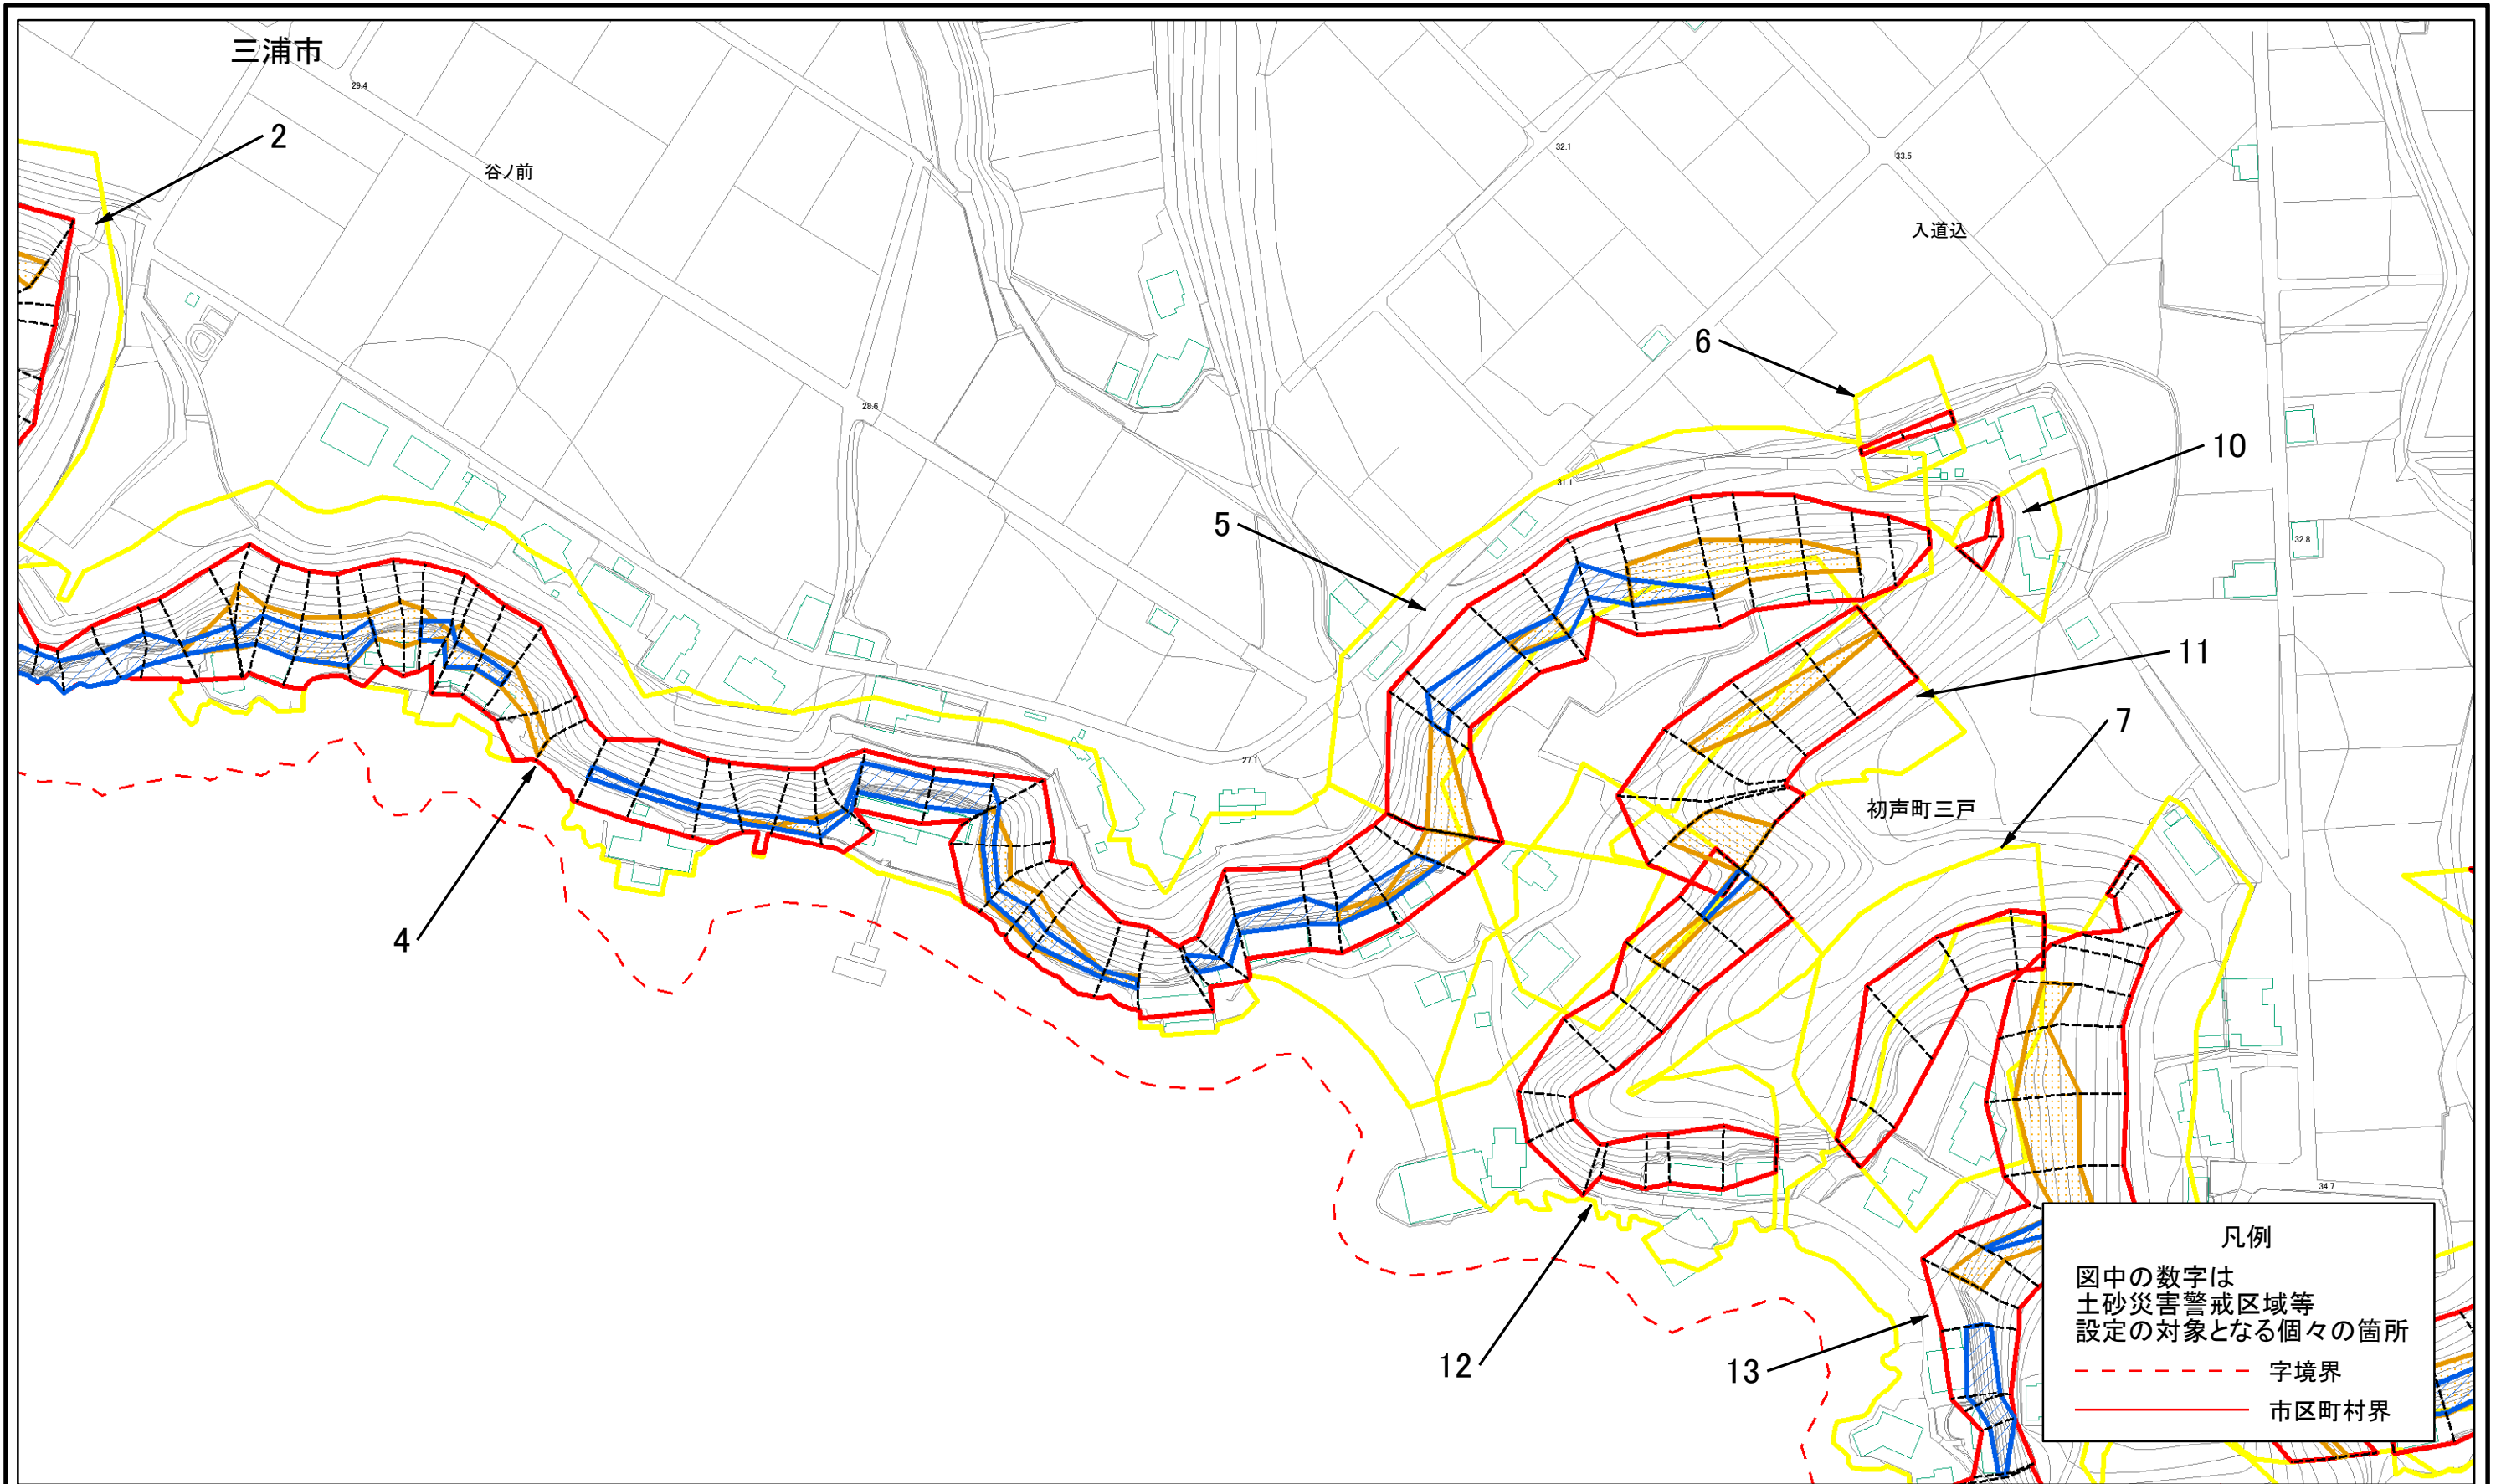 三浦市
29.4
2
谷ノ前
32.1
33.5
入道込
6
28.6
10
31.1
5
32.8
11
7
27.1
初声町三戸
4
34.7
12
13
凡例
図中の数字は
土砂災害警戒区域等
設定の対象となる個々の箇所
字境界
市区町村界